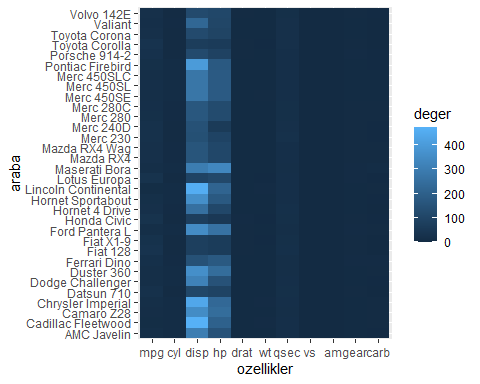 Volvo 142E
Valiant
Toyota Corona
Toyota Corolla
Porsche 914-2
Pontiac Firebird
Merc 450SLC
Merc 450SL
Merc 450SE
Merc 280C
Merc 280
Merc 240D
Merc 230
Mazda RX4 Wag
Mazda RX4
Maserati Bora
Lotus Europa
Lincoln Continental
Hornet Sportabout
Hornet 4 Drive
Honda Civic
Ford Pantera L
Fiat X1-9
Fiat 128
Ferrari Dino
Duster 360
Dodge Challenger
Datsun 710
Chrysler Imperial
Camaro Z28
Cadillac Fleetwood
AMC Javelin
araba
mpg cyl disp hp drat wt qsec vs am gear carb
ozellikler
deger
400
300
200
100
0